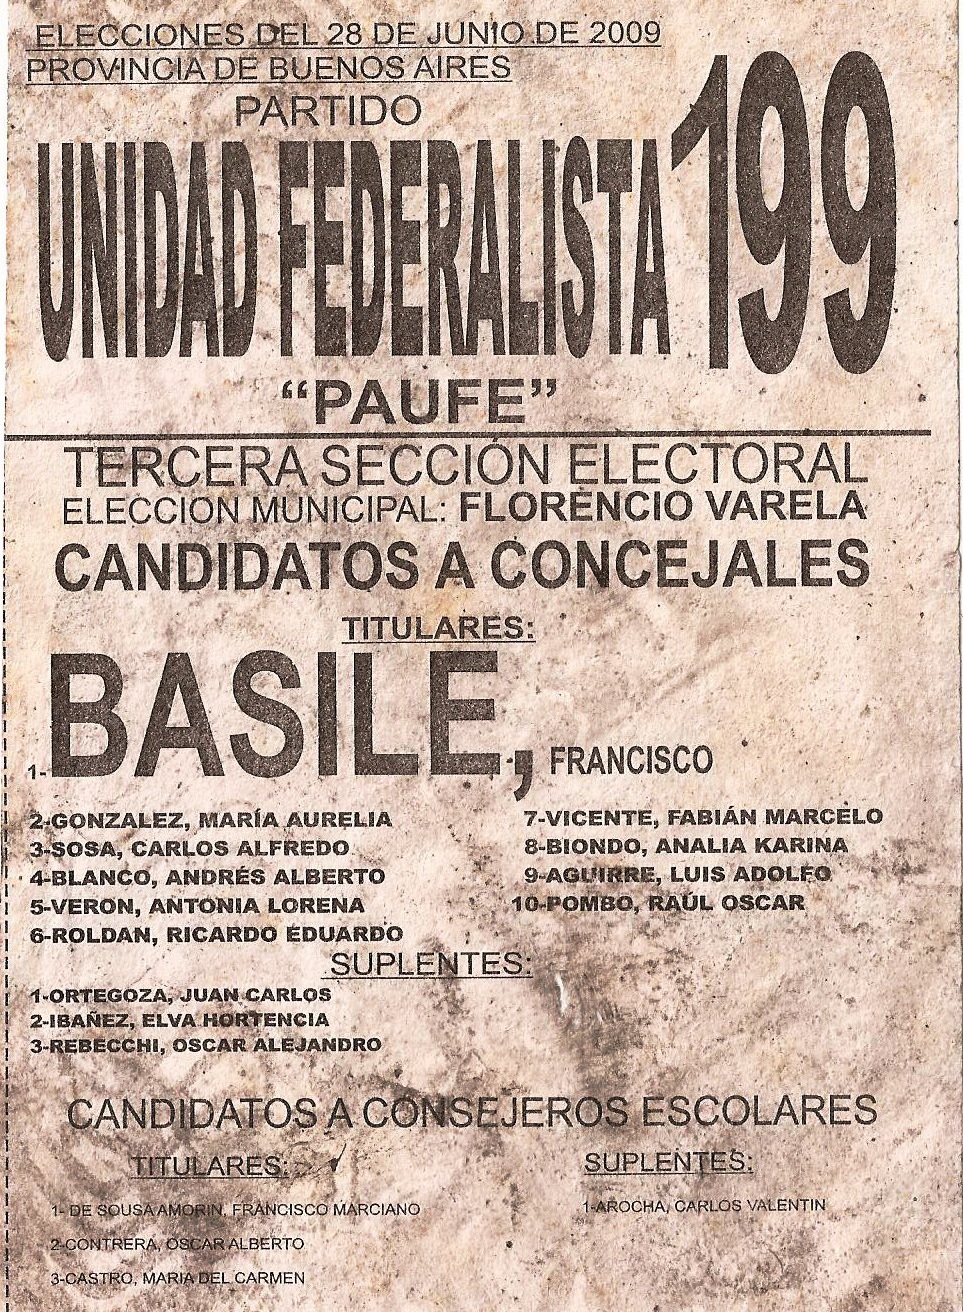 ELECCIONES DEL 28 DE JUNIO DE 2009
PROVINCIA DE BUENOS AIRES
PARTIDO
UNIDAD FEDERALISTA 199
“PAUFE”
TERCERA SECCIÓN ELECTORAL
ELECCION MUNICIPAL: FLORENCIO VARELA
CANDIDATOS A CONCEJALES
TITULARES:
1-BASILE, FRANCISCO
2-GONZALEZ, MARÍA AURELIA
3-SOSA, CARLOS ALFREDO
4-BLANCO, ANDRÉS ALBERTO
5-VERON, ANTONIA LORENA
6-ROLDAN, RICARDO EDUARDO
7-VICENTE, FABIÁN MARCELO
8-BIONDO, ANALIA KARINA
9-AGUIRRE, LUIS ADOLFO
10-POMBO, RAÚL OSCAR
SUPLENTES:
1-ORTEGOZA, JUAN CARLOS
2-IBAÑEZ, ELVA HORTENCIA
3-REBECCHI, OSCAR ALEJANDRO
CANDIDATOS A CONSEJEROS ESCOLARES
TITULARES:
1- DE SOUSA AMORIN, FRANCISCO MARCIANO
2-CONTRERA, OSCAR ALBERTO
3-CASTRO, MARIA DEL CARMEN
SUPLENTES:
1-AROCHA, CARLOS VALENTIN